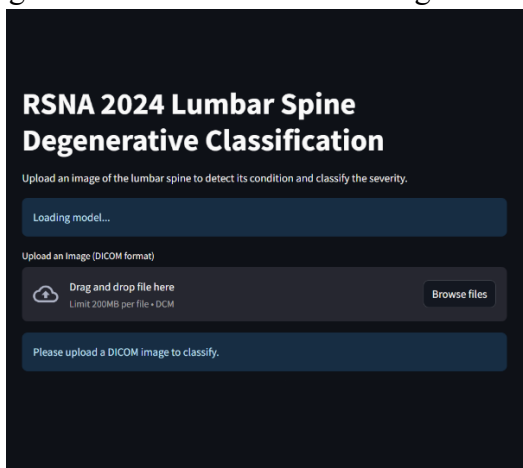 RSNA 2024 Lumbar Spine
Degenerative Classification
Upload an image of the lumbar spine to detect its condition and classify the severity.
Loading model...
Upload an Image (DICOM format)
Drag and drop file here
Limit 200MB per file • DCM
Browse files
Please upload a DICOM image to classify.